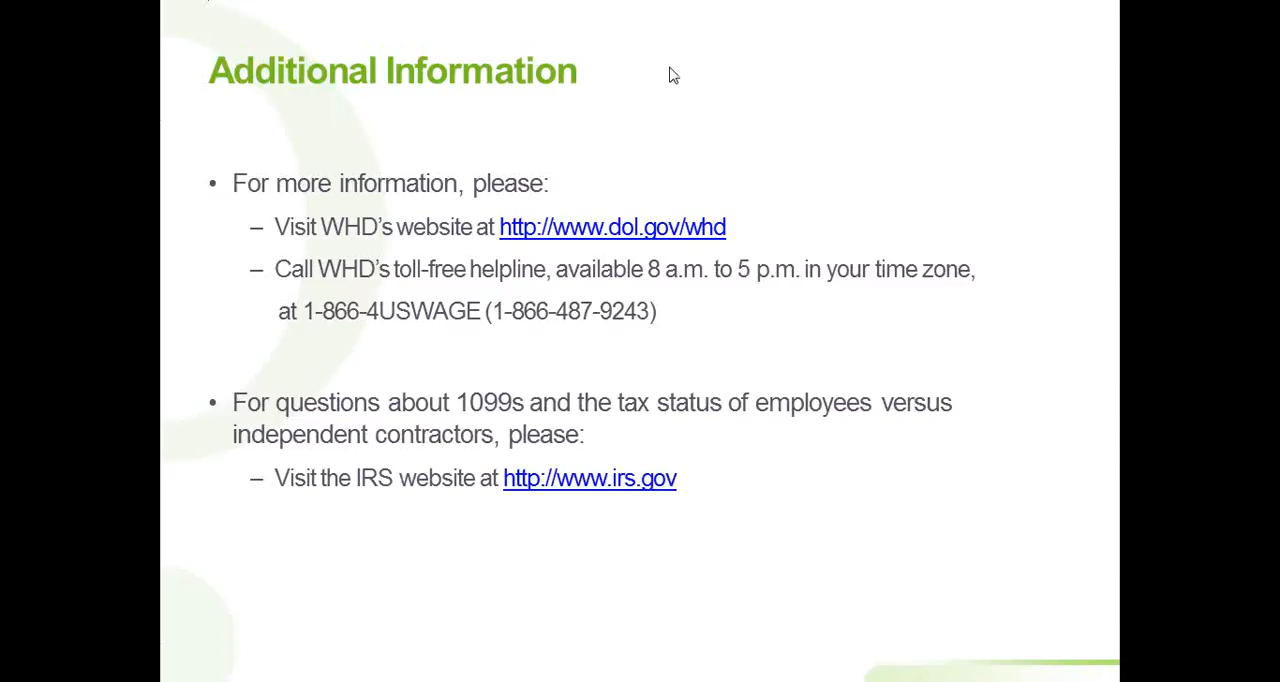 Additional Information
• For more information, please:
– Visit WHD's website at http://www.dol.gov/whd
– Call WHD's toll-free helpline, available 8 a.m. to 5 p.m. in your time zone,
at 1-866-4USWAGE (1-866-487-9243)
• For questions about 1099s and the tax status of employees versus
independent contractors, please:
– Visit the IRS website at http://www.irs.gov